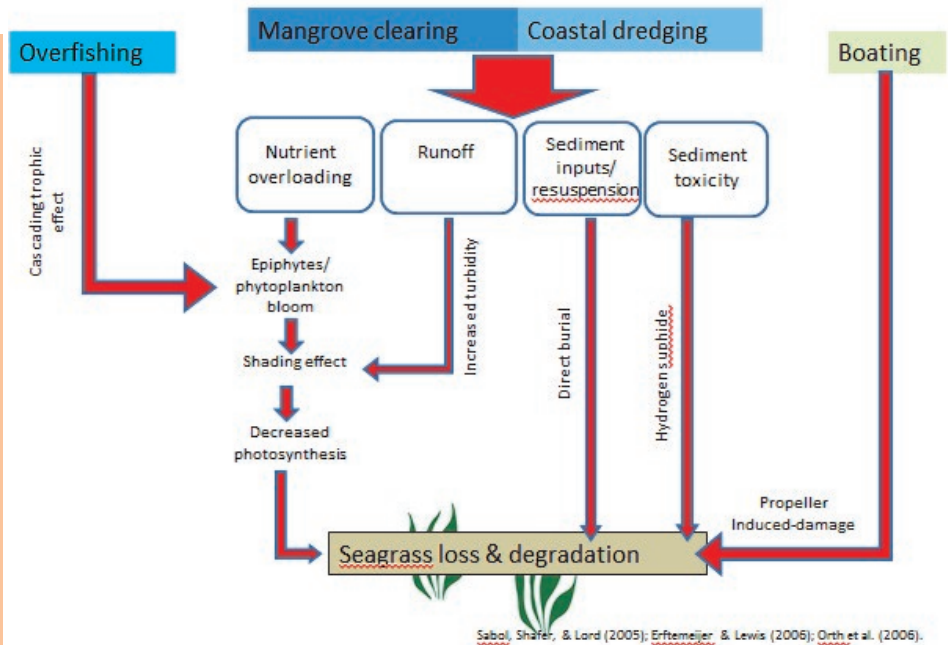 Mangrove clearing
Coastal dredging
Overfishing
Boating
Nutrient
overloading
Runoff
Sediment
inputs/
resuspension
Sediment
toxicity
Cascading trophic
effect
Epiphytes/
phytoplankton
bloom
Increased turbidity
Shading effect
Direct burial
Hydrogen suphide
Decreased
photosynthesis
Propeller
Induced-damage
Seagrass loss & degradation
Sabol, Shafer, & Lord (2005); Erftemeijer & Lewis (2006); Orth et al. (2006).